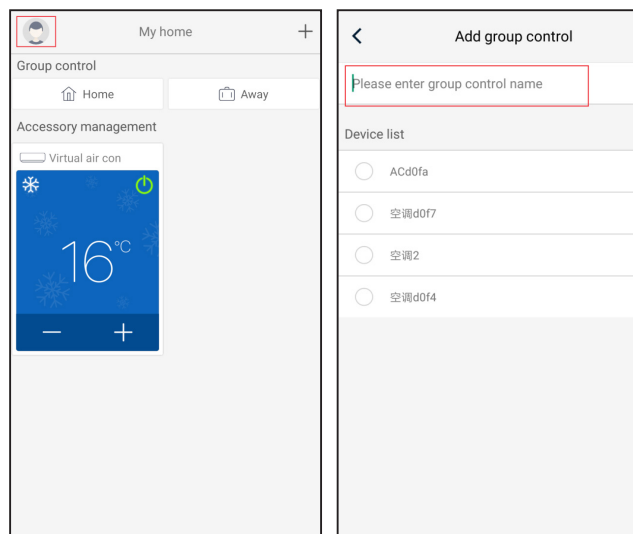 My home
Group control
Home
Away
Accessory management
Virtual air con
16°C
Add group control
Please enter group control name
Device list
ACd0fa
空调d0f7
空调2
空调d0f4